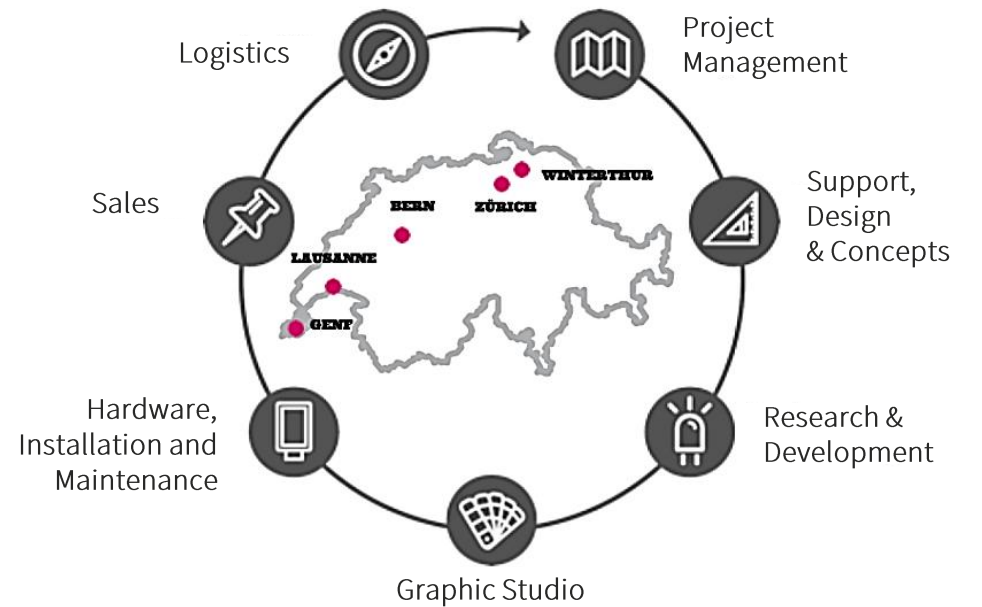 Logistics
Project
Management
Sales
Support,
Design
& Concepts
WINTERTHUR
ZÜRICH
BERN
LAUSANNE
GENF
Hardware,
Installation and
Maintenance
Research &
Development
Graphic Studio